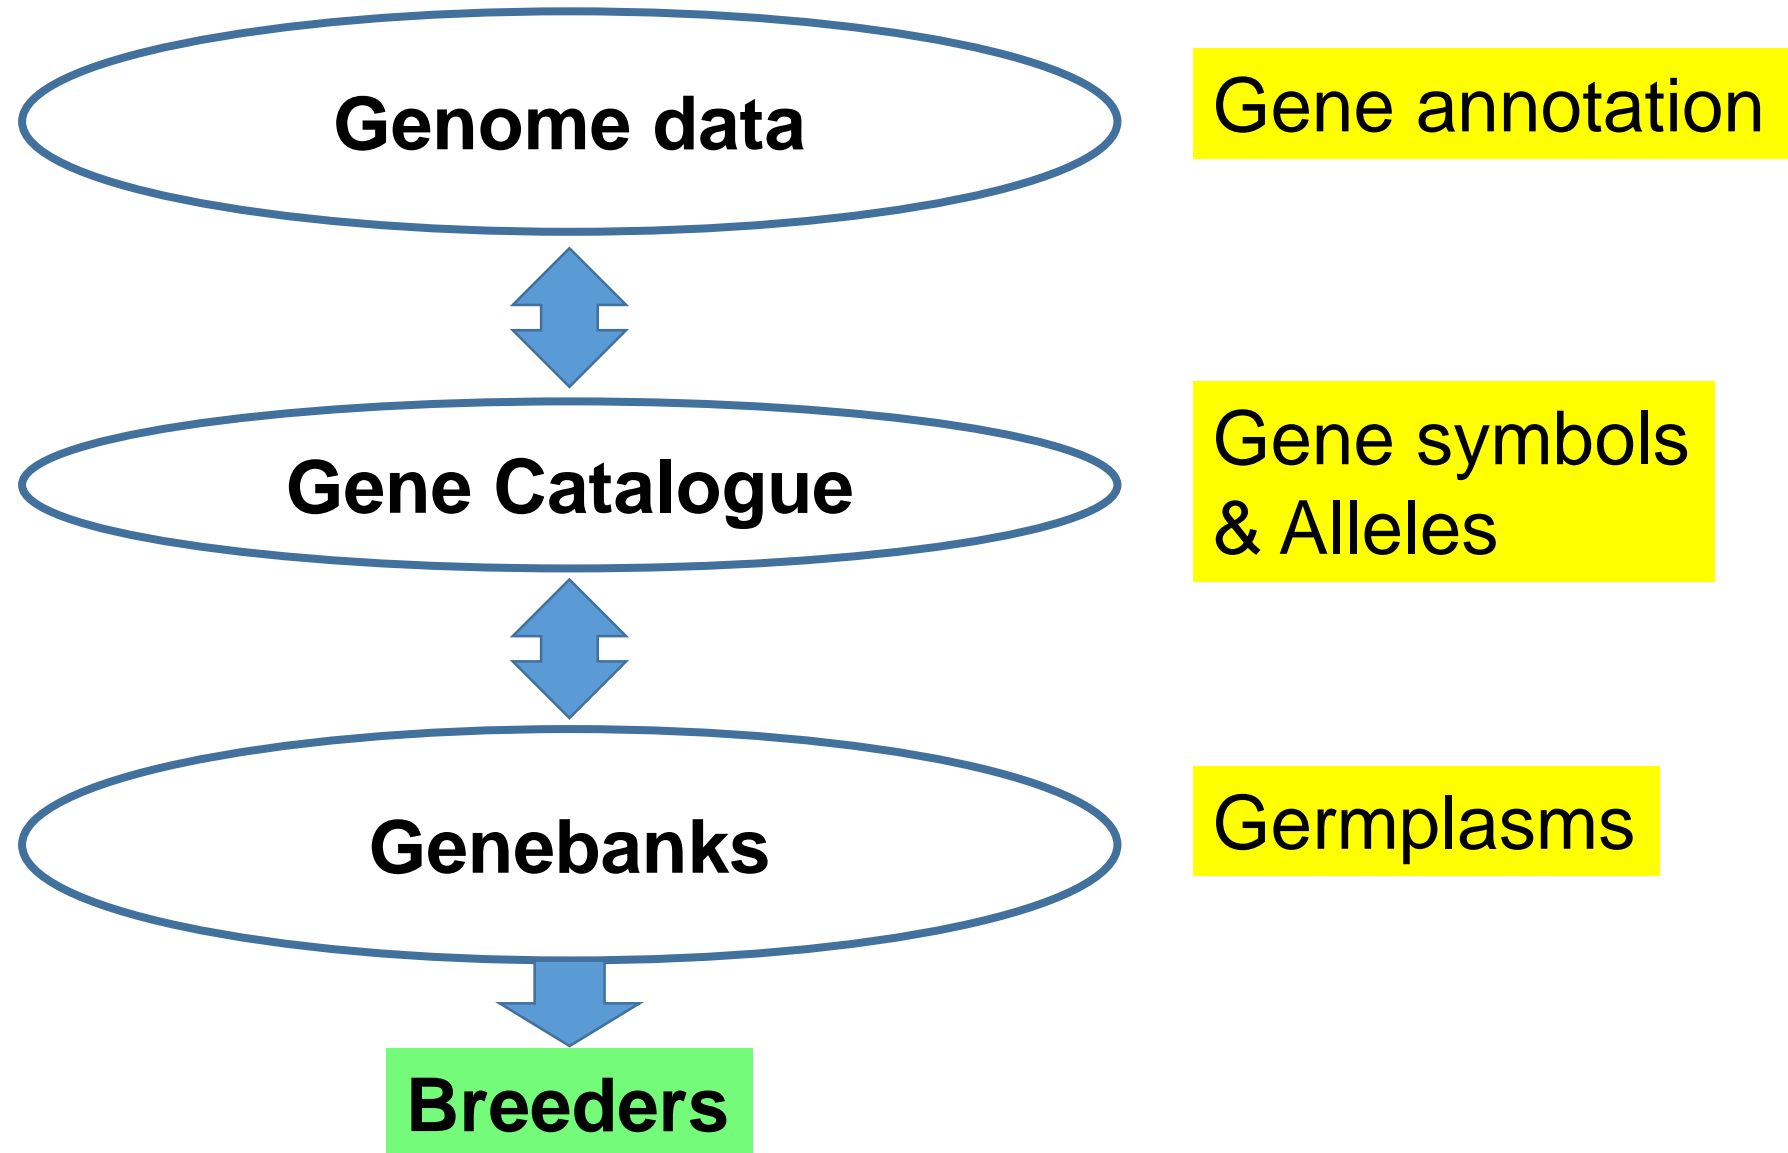 Genome data
Gene annotation
Gene Catalogue
Gene symbols
& Alleles
Genebanks
Germplasms
Breeders